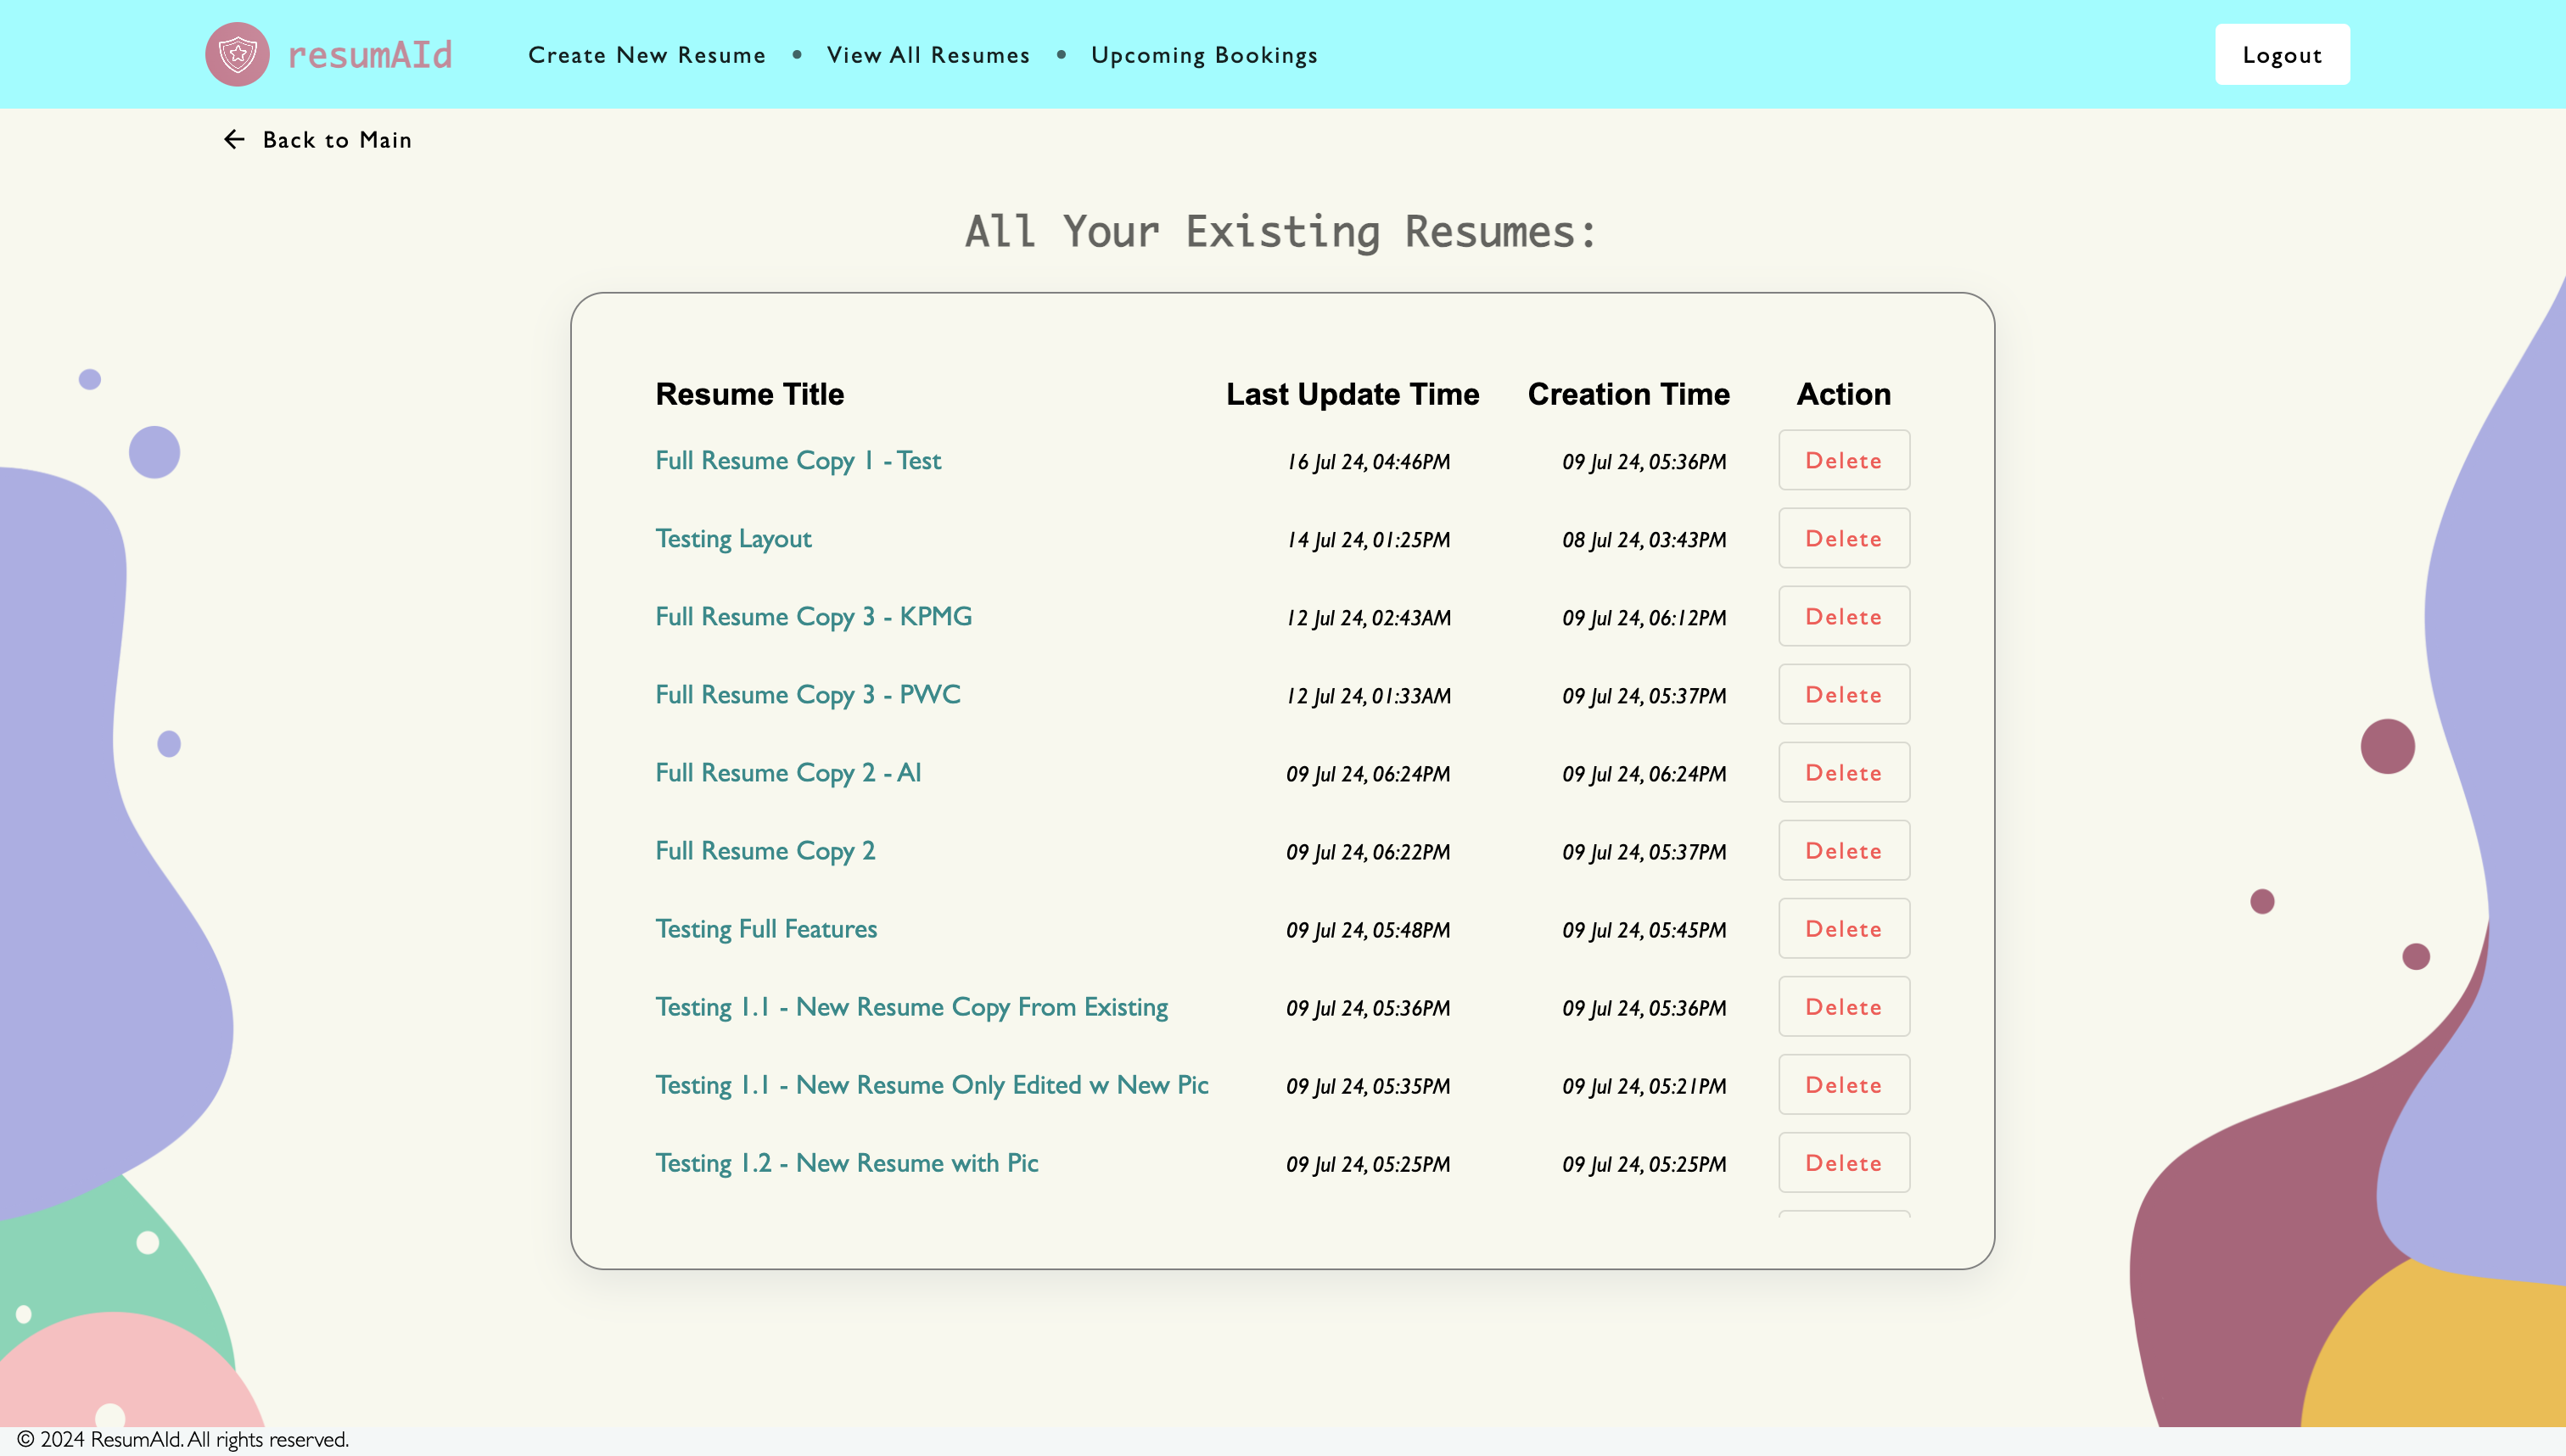 resumAId Create New Resume • View All Resumes • Upcoming Bookings Logout
← Back to Main
All Your Existing Resumes:
Resume Title Last Update Time Creation Time Action
Full Resume Copy 1 - Test 16 Jul 24, 04:46PM 09 Jul 24, 05:36PM Delete
Testing Layout 14 Jul 24, 01:25PM 08 Jul 24, 03:43PM Delete
Full Resume Copy 3 - KPMG 12 Jul 24, 02:43AM 09 Jul 24, 06:12PM Delete
Full Resume Copy 3 - PWC 12 Jul 24, 01:33AM 09 Jul 24, 05:37PM Delete
Full Resume Copy 2 - AI 09 Jul 24, 06:24PM 09 Jul 24, 06:24PM Delete
Full Resume Copy 2 09 Jul 24, 06:22PM 09 Jul 24, 05:37PM Delete
Testing Full Features 09 Jul 24, 05:48PM 09 Jul 24, 05:45PM Delete
Testing 1.1 - New Resume Copy From Existing 09 Jul 24, 05:36PM 09 Jul 24, 05:36PM Delete
Testing 1.1 - New Resume Only Edited w New Pic 09 Jul 24, 05:35PM 09 Jul 24, 05:21PM Delete
Testing 1.2 - New Resume with Pic 09 Jul 24, 05:25PM 09 Jul 24, 05:25PM Delete
© 2024 ResumAId. All rights reserved.